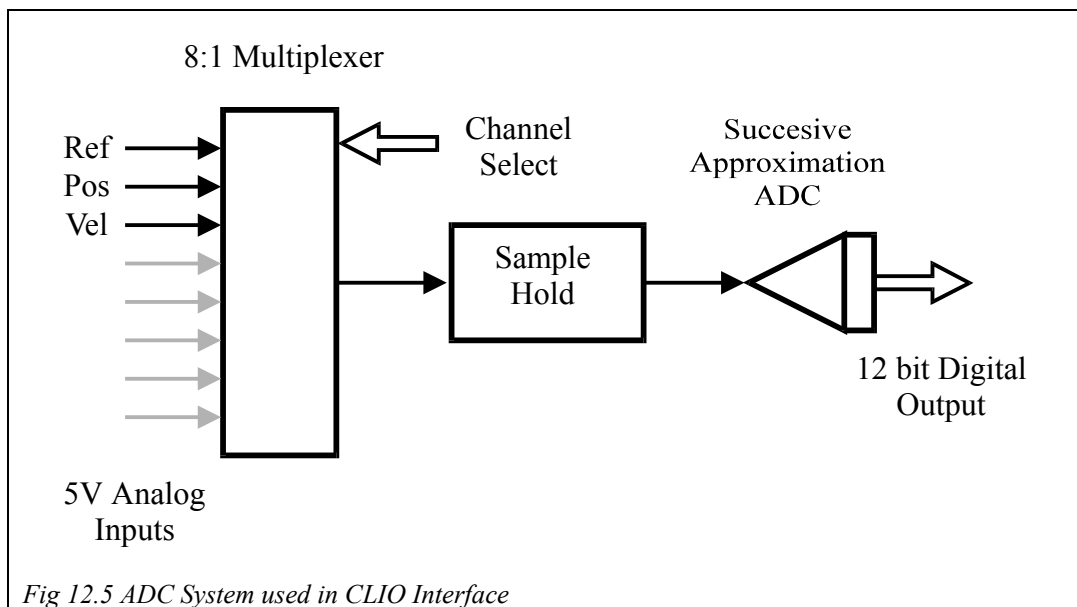 8:1 Multiplexer
Ref
Pos
Vel
Channel
Select
Succesive
Approximation
ADC
Sample
Hold
12 bit Digital
Output
5V Analog
Inputs
Fig 12.5 ADC System used in CLIO Interface